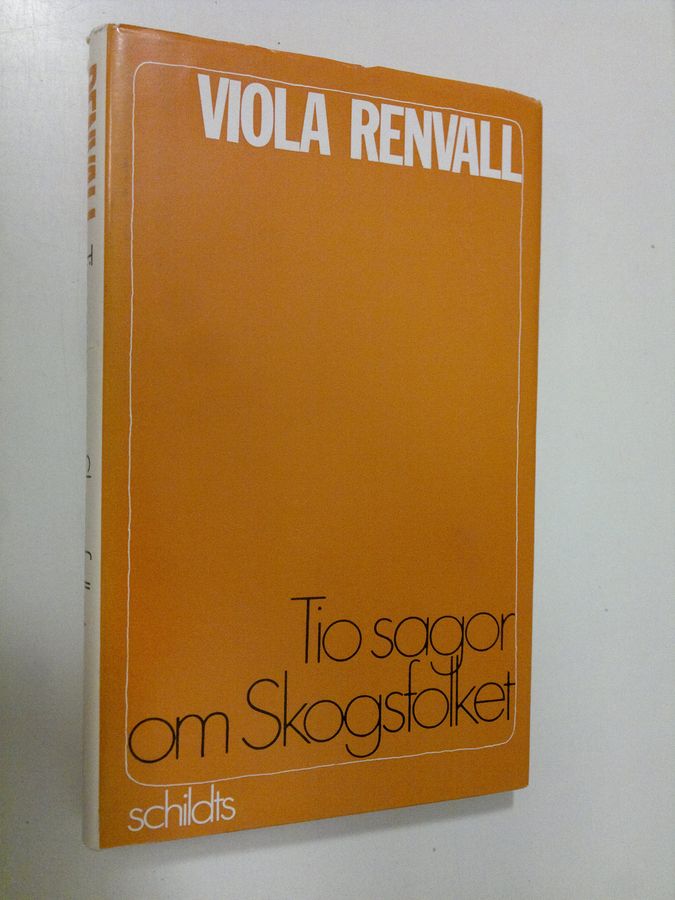 VIOLA RENVALL
Tio sagor
om Skogsfolket
schildts